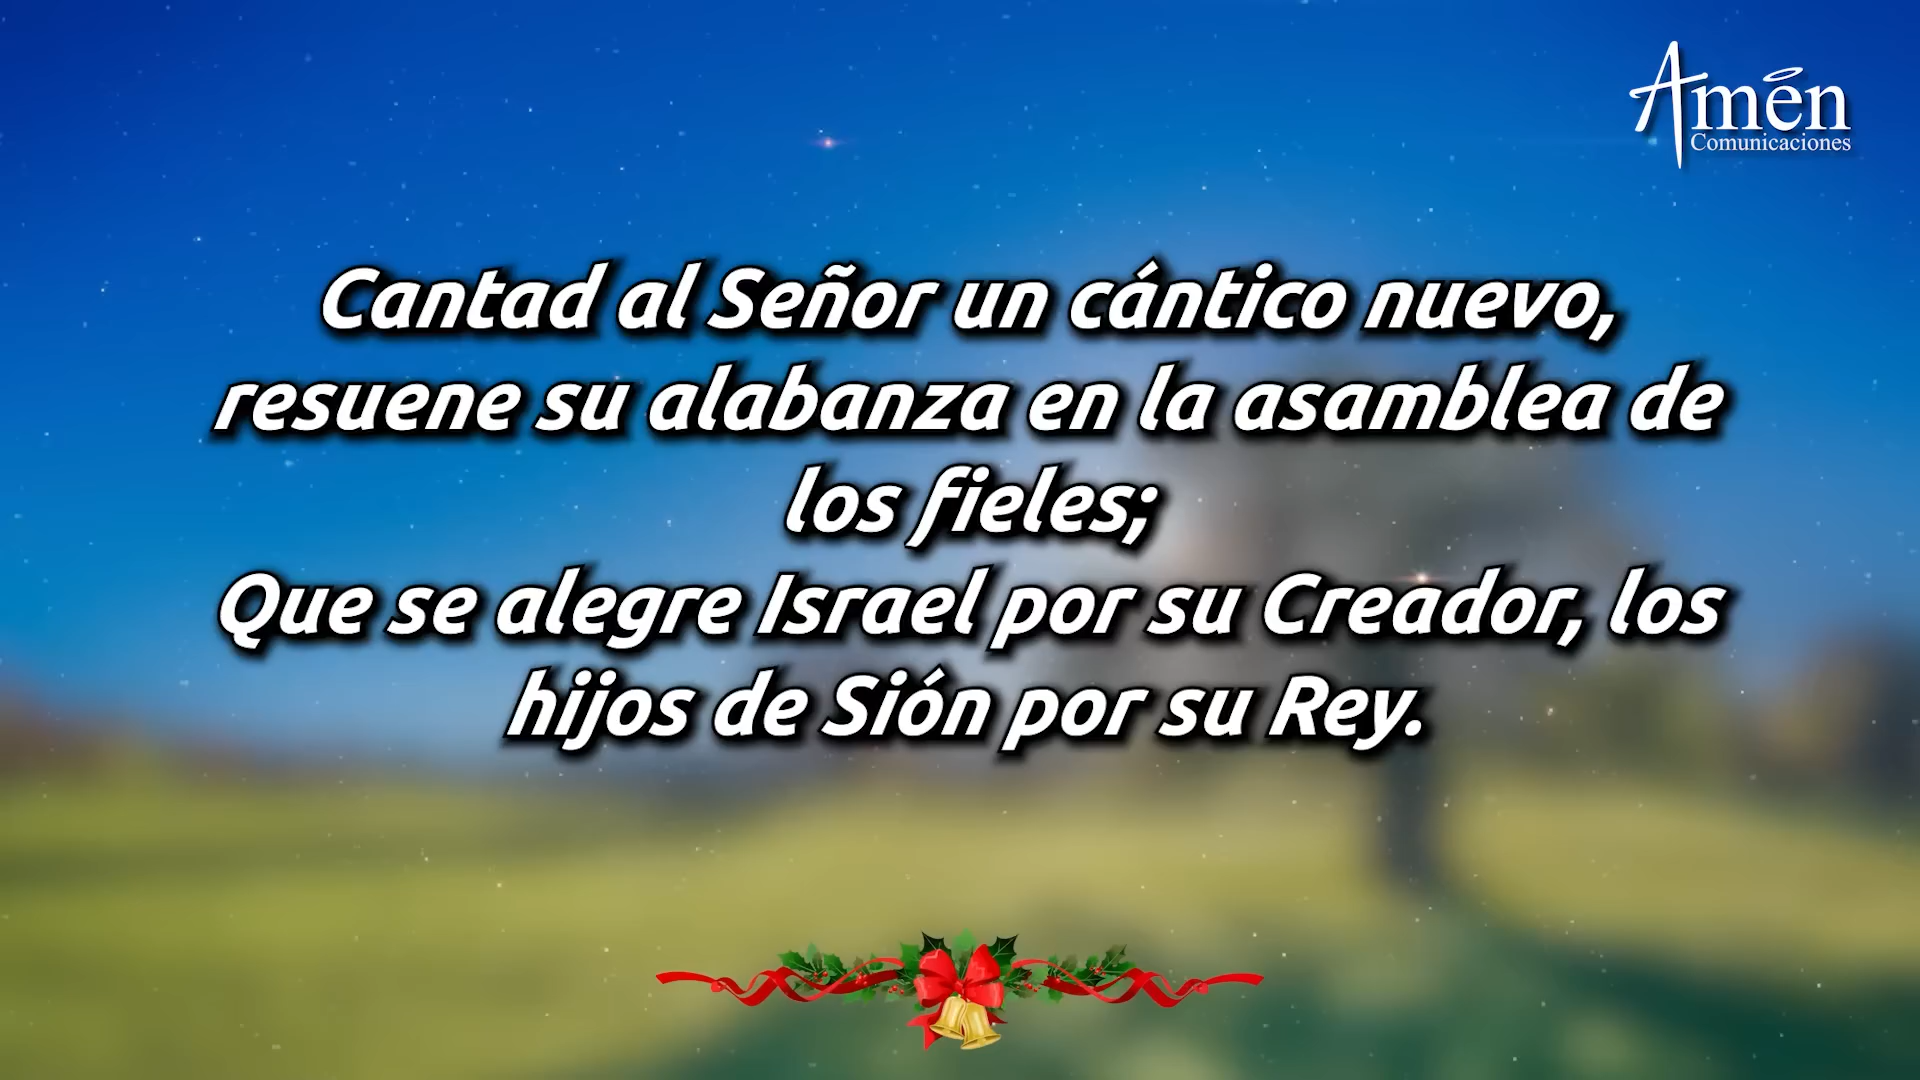 Amén
Comunicaciones
Cantad al Señor un cántico nuevo,
resuene su alabanza en la asamblea de
los fieles;
Que se alegre Israel por su Creador, los
hijos de Sión por su Rey.